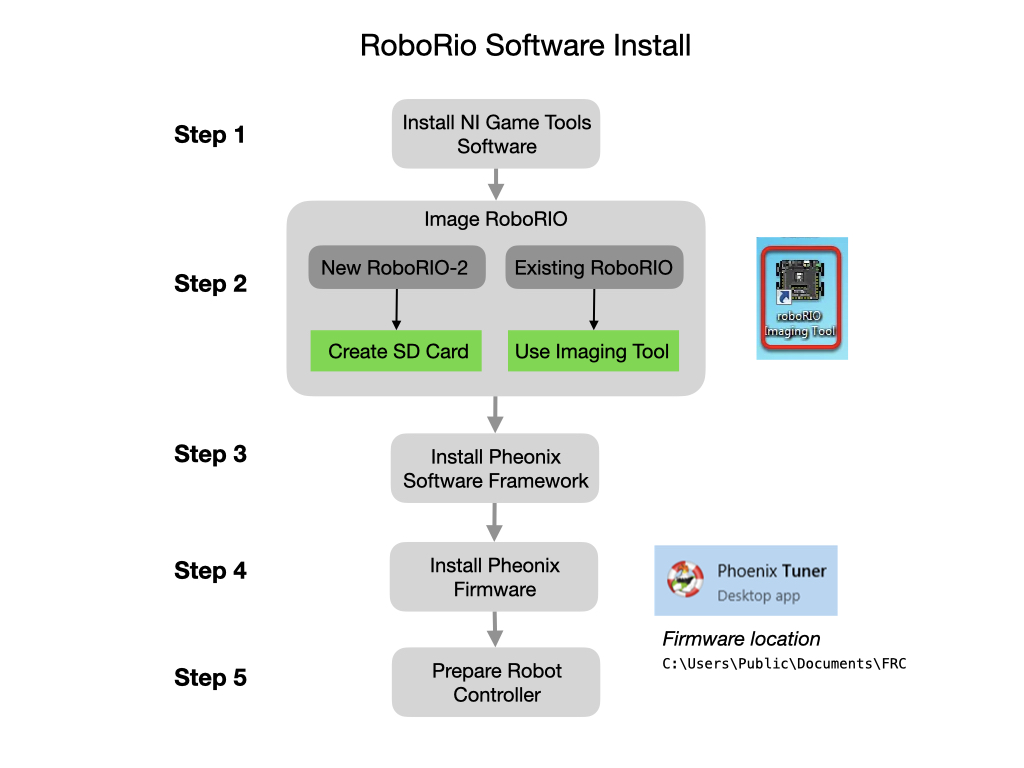 RoboRio Software Install
Step 1
Install NI Game Tools
Software
Step 2
Image RoboRIO
New RoboRIO-2
Existing RoboRIO
Create SD Card
Use Imaging Tool
roboRIO
Imaging Tool
Step 3
Install Pheonix
Software Framework
Step 4
Install Pheonix
Firmware
Phoenix Tuner
Desktop app
Firmware location
C:\Users\Public\Documents\FRC
Step 5
Prepare Robot
Controller